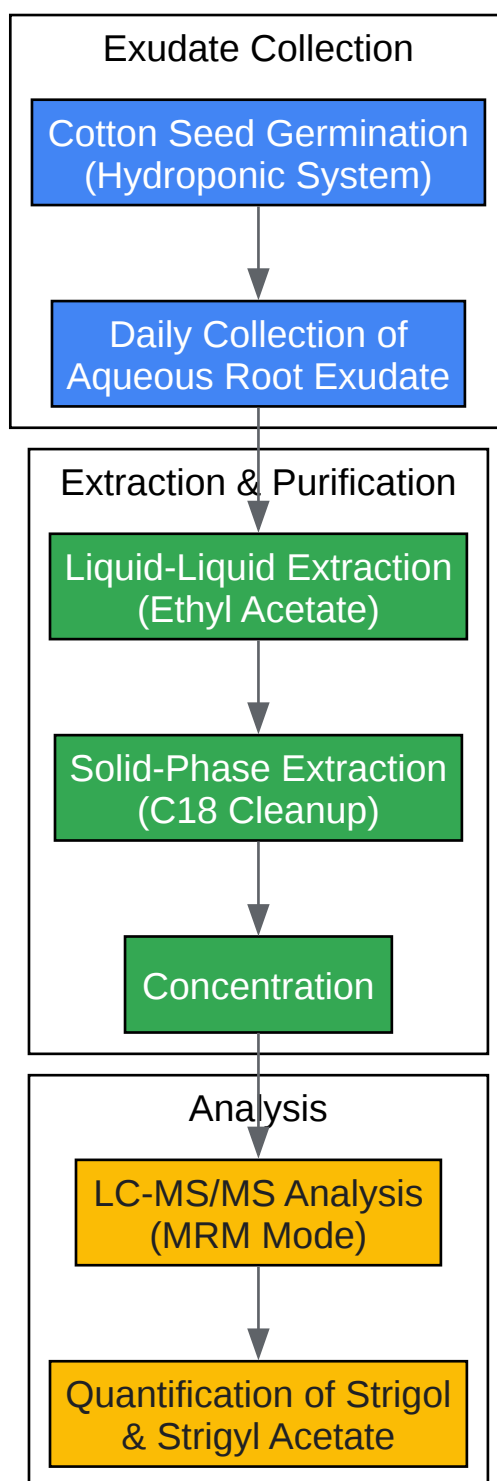 Exudate Collection
Cotton Seed Germination
(Hydroponic System)
Daily Collection of
Aqueous Root Exudate
Extraction & Purification
Liquid-Liquid Extraction
(Ethyl Acetate)
Solid-Phase Extraction
(C18 Cleanup)
Concentration
Analysis
LC-MS/MS Analysis
(MRM Mode)
Quantification of Strigol
& Strigyl Acetate